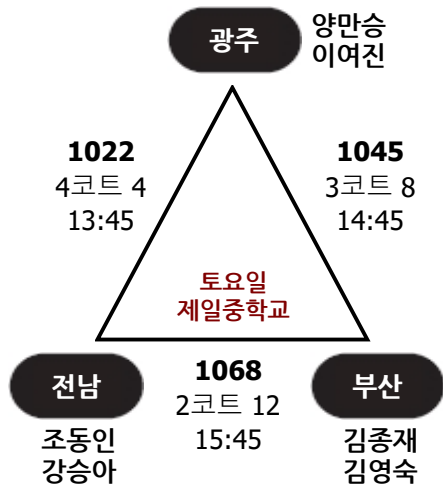 광주
양만승
이여진
1022
4코트 4
13:45
1045
3코트 8
14:45
토요일
제일중학교
전남
조동인
강승아
1068
2코트 12
15:45
부산
김종재
김영숙